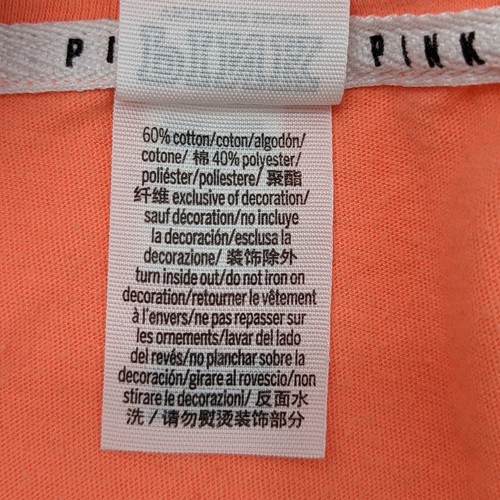 PI
PINK
60% cotton/coton/algodón/
cotone/ 棉 40% polyester/
poliéster/poliestere/ 聚酯
纤维 exclusive of decoration/
sauf décoration/no incluye
la decoración/esclusa la
decorazione/ 装饰除外
turn inside out/do not iron on
decoration/retourner le vêtement
à l'envers/ne pas repasser sur
les ornements/lavar del lado
del revés/no planchar sobre la
decoración/girare al rovescio/non
stirare le decorazioni/ 反面水
洗 / 请勿熨烫装饰部分